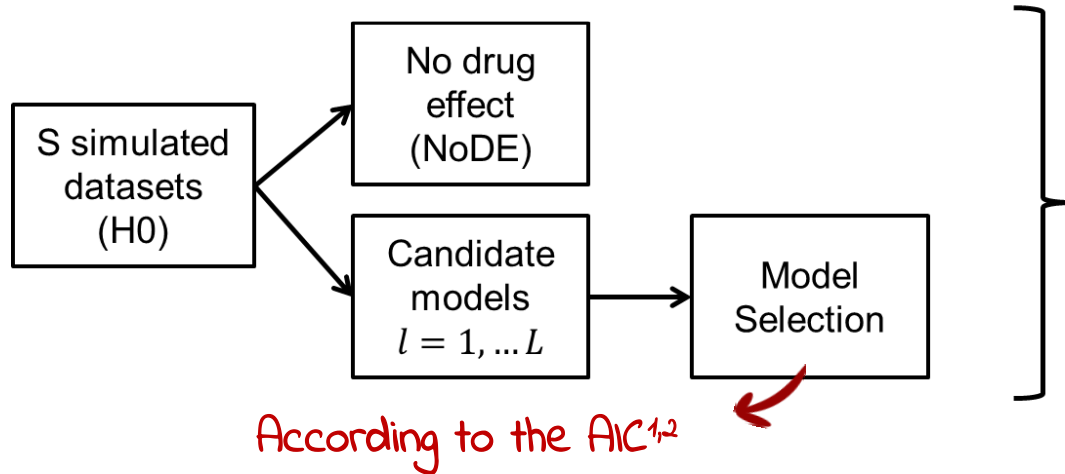 S simulated
datasets
(H0)
No drug
effect
(NoDE)
Candidate
models
l = 1, … L
Model
Selection
According to the AIC1,2